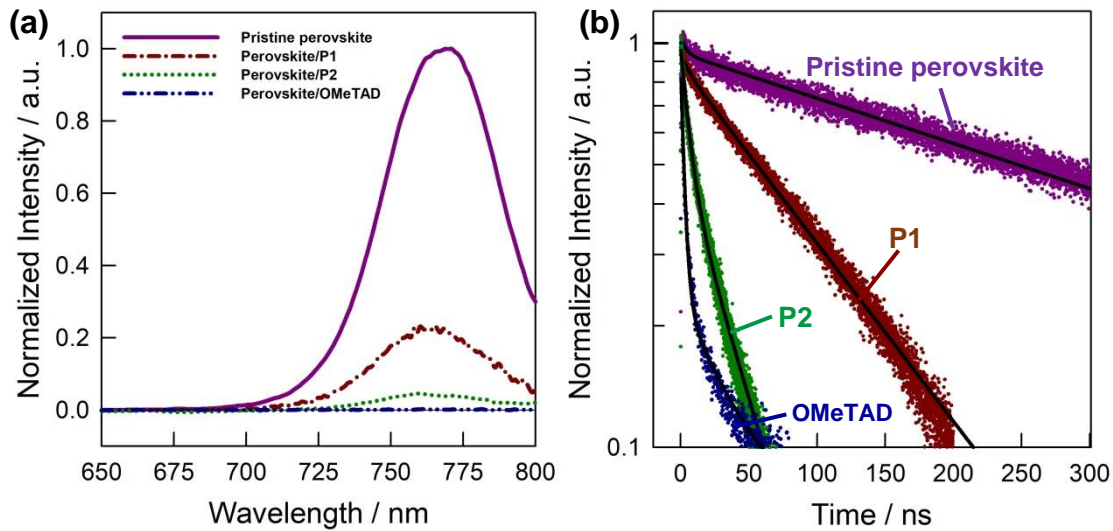 (a)
Normalized Intensity / a.u.
1.0
0.8
0.6
0.4
0.2
0.0
Pristine perovskite
Perovskite/P1
Perovskite/P2
Perovskite/OMeTAD
650 675 700 725 750 775 800
Wavelength / nm
(b)
Normalized Intensity / a.u.
1
0.1
Pristine perovskite
P1
P2
OMeTAD
0 50 100 150 200 250 300
Time / ns